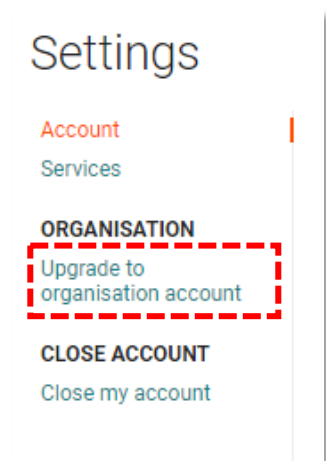 Settings
Account
Services
ORGANISATION
Upgrade to
organisation account
CLOSE ACCOUNT
Close my account